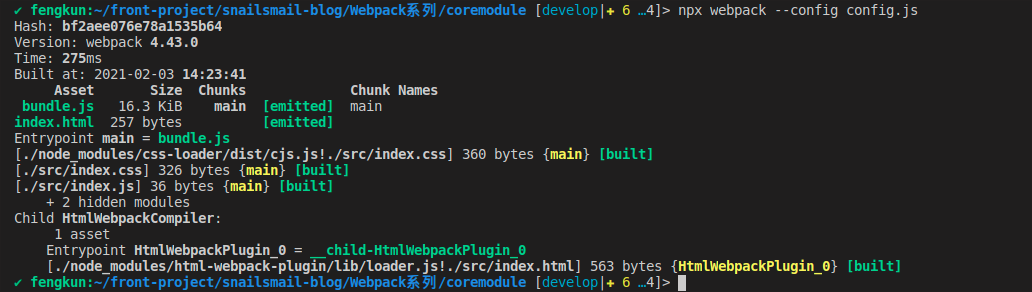 ✔ fengkun:~/front-project/snailsmail-blog/Webpack系列/coremodule [develop|✚ 6 …4]> npx webpack --config config.js
Hash: bf2aee076e78a1535b64
Version: webpack 4.43.0
Time: 275ms
Built at: 2021-02-03 14:23:41
Asset Size Chunks Chunk Names
bundle.js 16.3 KiB main [emitted] main
index.html 257 bytes [emitted]
Entrypoint main = bundle.js
[./node_modules/css-loader/dist/cjs.js!./src/index.css] 360 bytes {main} [built]
[./src/index.css] 326 bytes {main} [built]
[./src/index.js] 36 bytes {main} [built]
+ 2 hidden modules
Child HtmlWebpackCompiler:
1 asset
Entrypoint HtmlWebpackPlugin_0 = __child-HtmlWebpackPlugin_0
[./node_modules/html-webpack-plugin/lib/loader.js!./src/index.html] 563 bytes {HtmlWebpackPlugin_0} [built]
✔ fengkun:~/front-project/snailsmail-blog/Webpack系列/coremodule [develop|✚ 6 …4]>